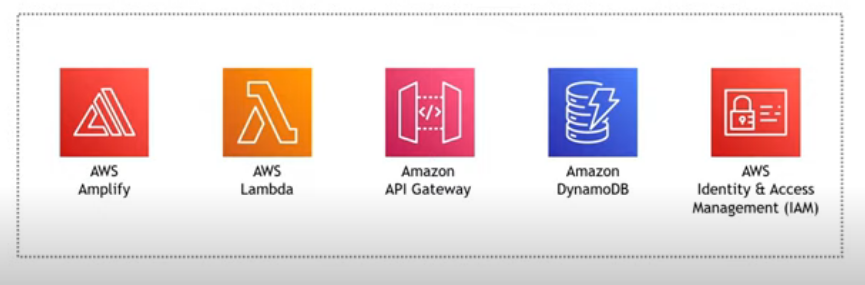 AWS
Amplify
AWS
Lambda
</>
Amazon
API Gateway
Amazon
DynamoDB
AWS
Identity & Access
Management (IAM)